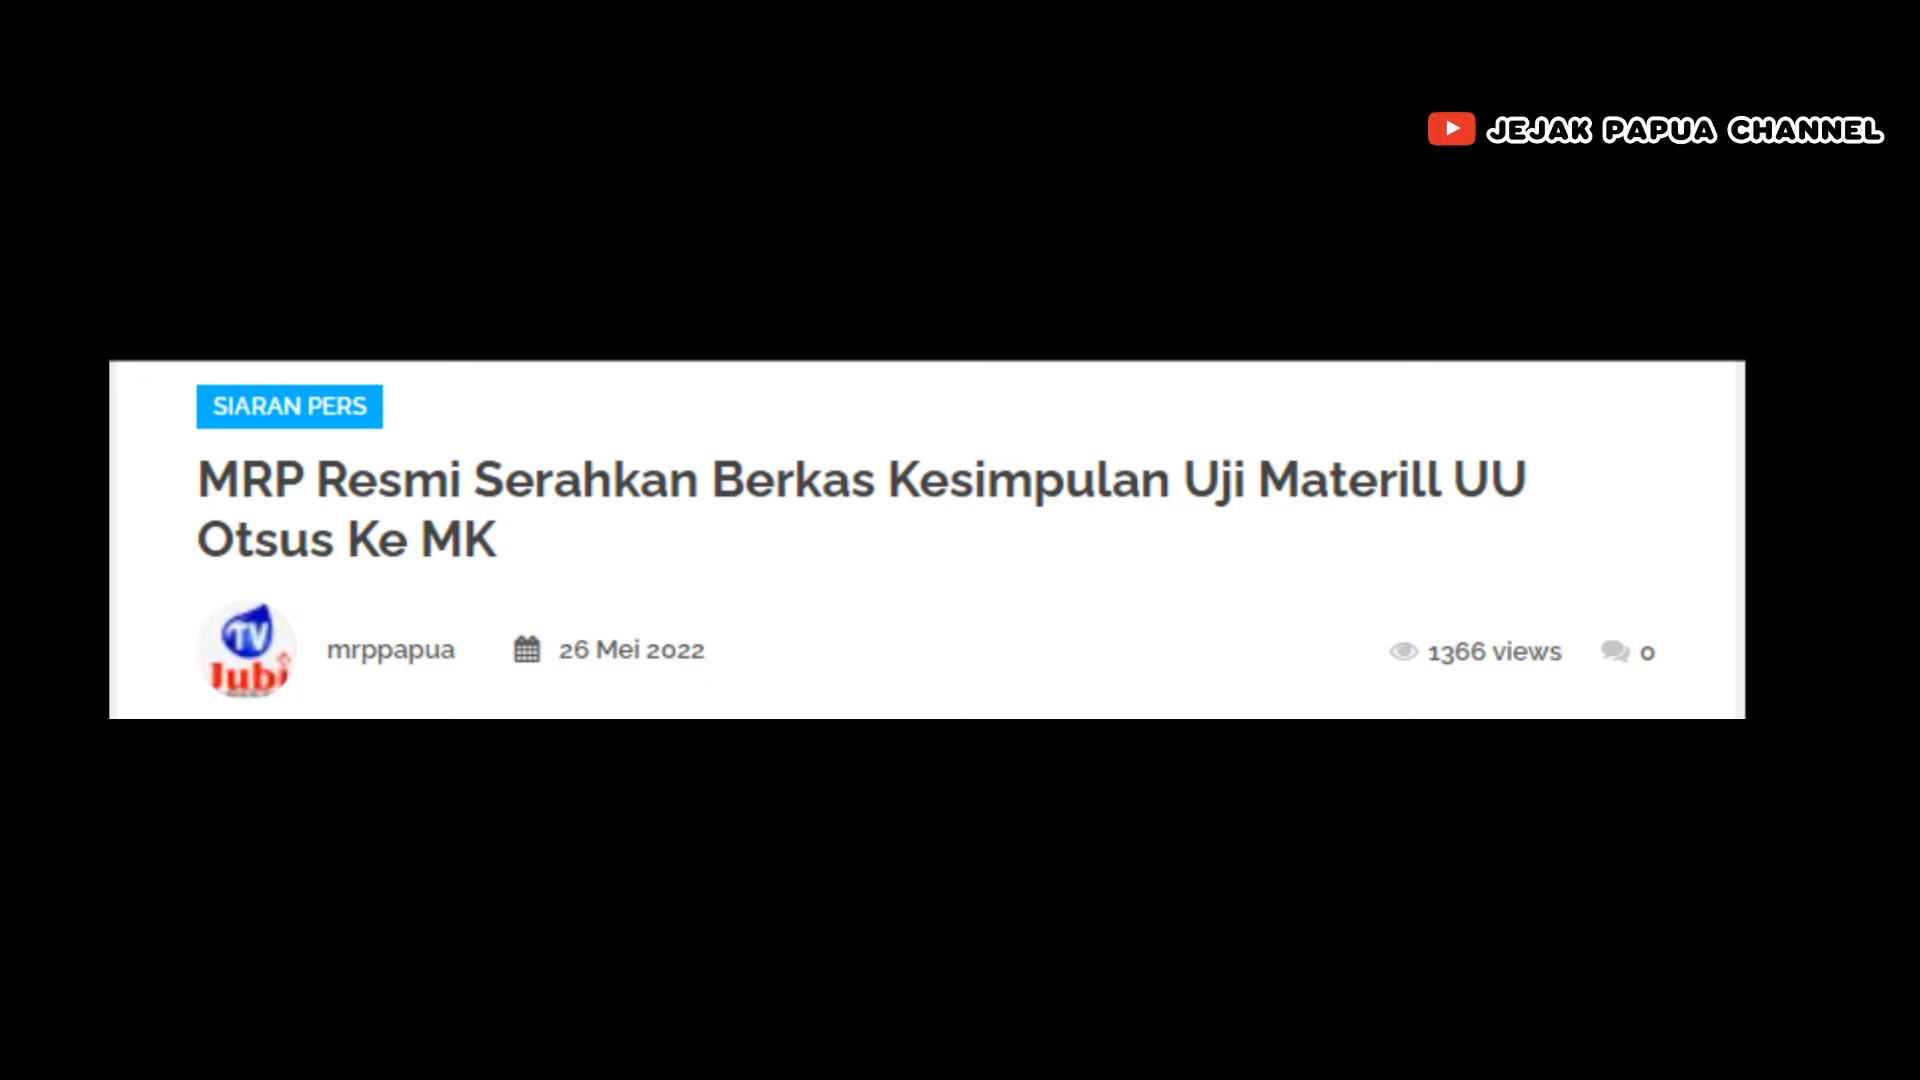 JEJAK PAPUA CHANNEL
SIARAN PERS
MRP Resmi Serahkan Berkas Kesimpulan Uji Materill UU
Otsus Ke MK
TV
Jubi
mrppapua 26 Mei 2022 1366 views 0